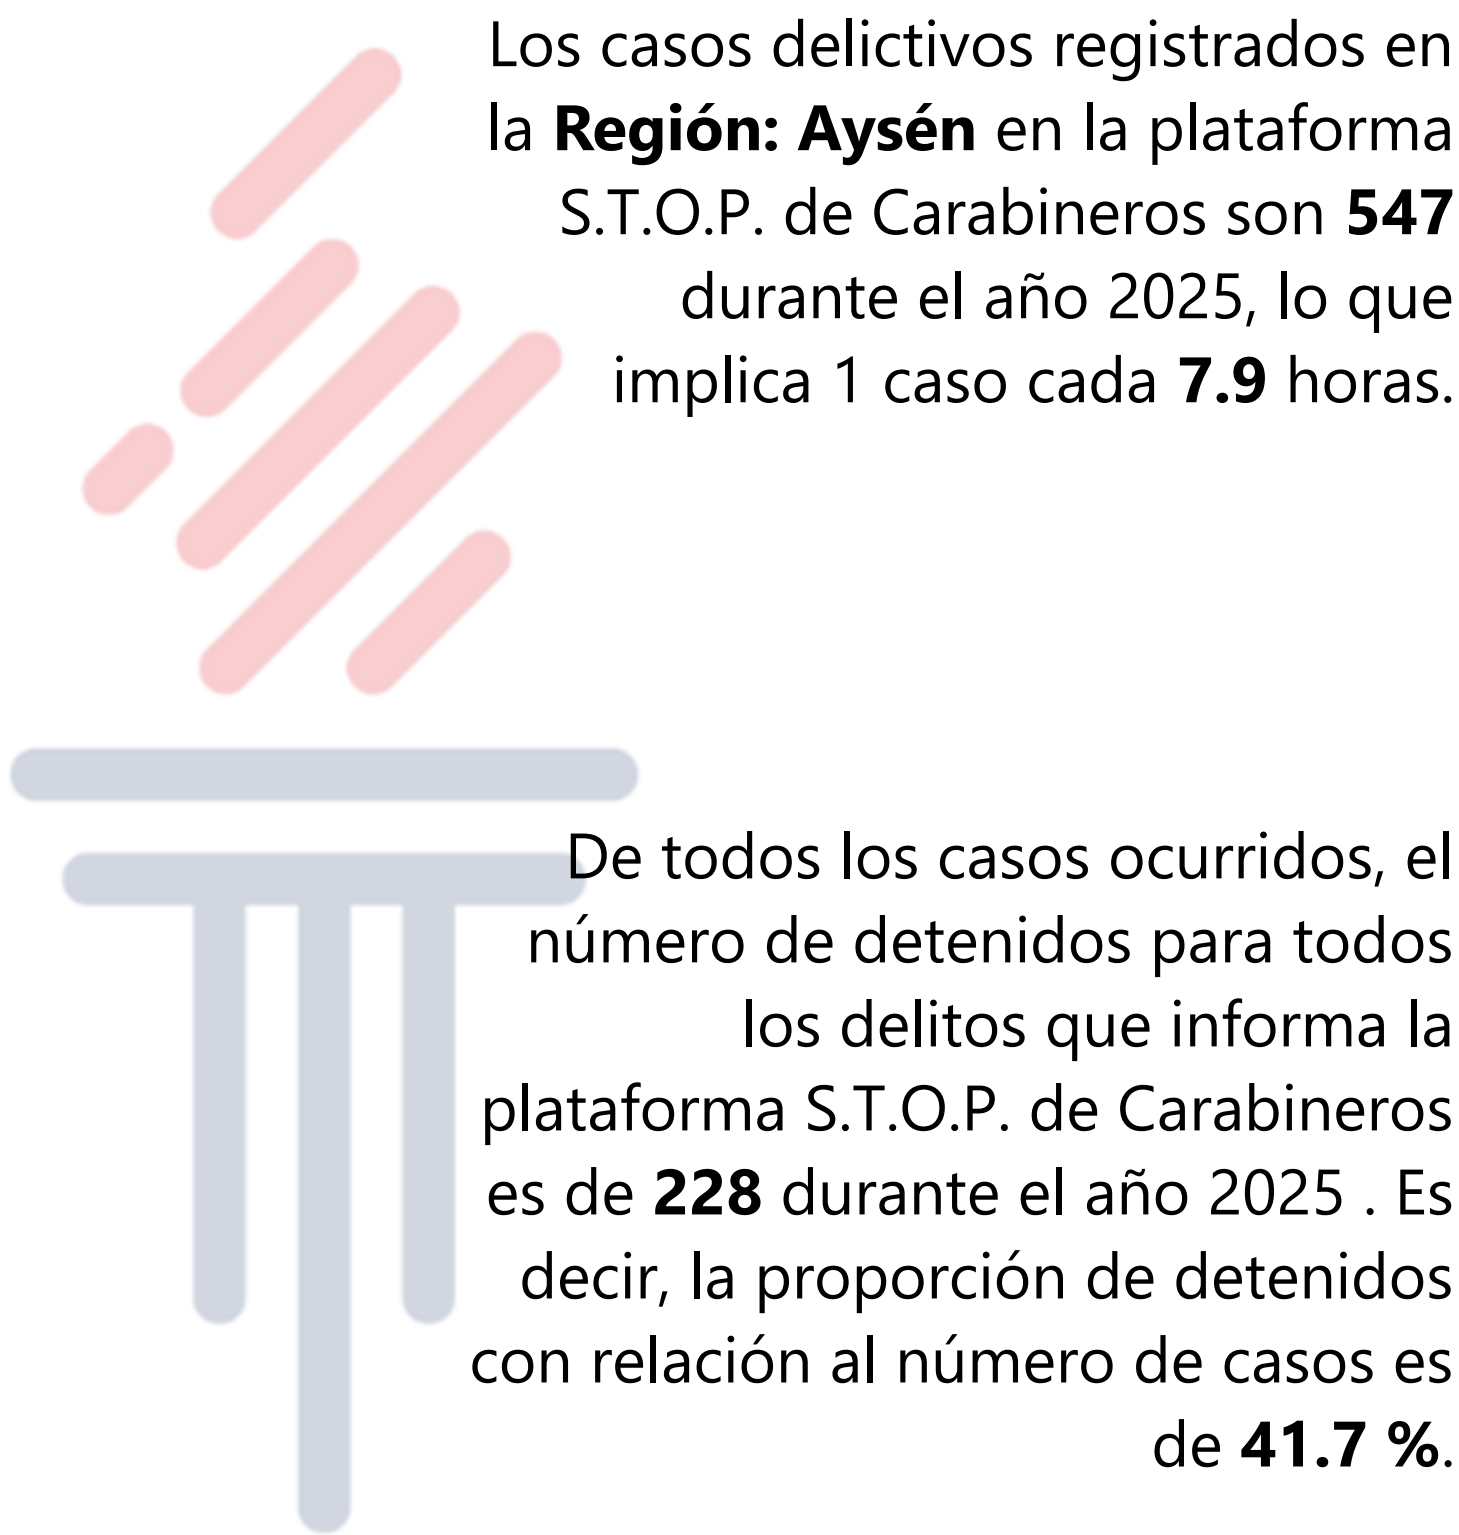 Los casos delictivos registrados en
la Región: Aysén en la plataforma
S.T.O.P. de Carabineros son 547
durante el año 2025, lo que
implica 1 caso cada 7.9 horas.
De todos los casos ocurridos, el
número de detenidos para todos
los delitos que informa la
plataforma S.T.O.P. de Carabineros
es de 228 durante el año 2025 . Es
decir, la proporción de detenidos
con relación al número de casos es
de 41.7 %.